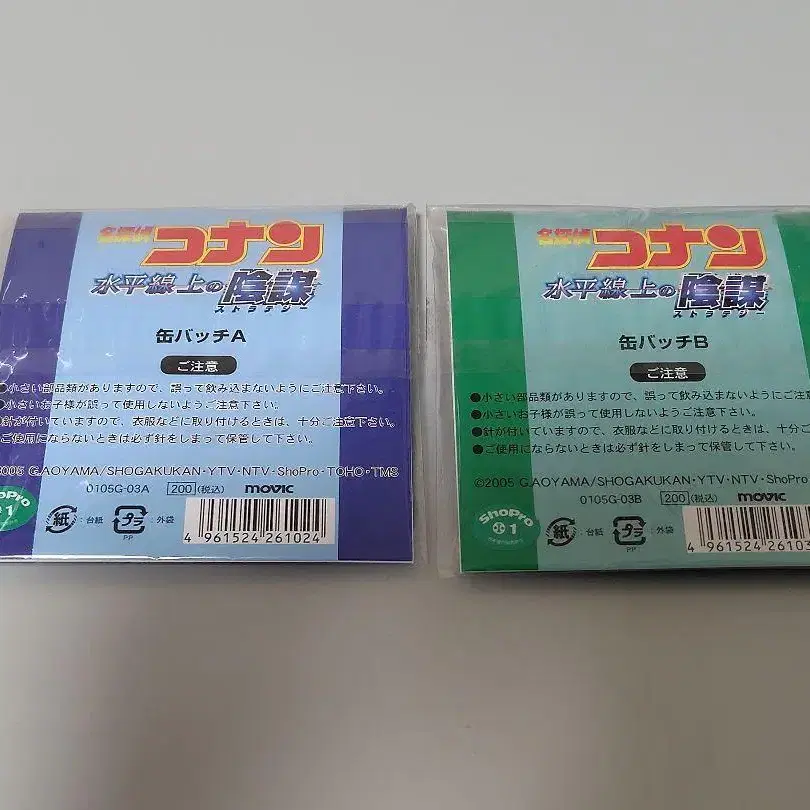 名探偵
コナン
水平線上の陰謀
ストラテジー
缶バッチA
ご注意
●小さい部品類がありますので、誤って飲み込まないようにご注意下さい。
●小さいお子様が誤って使用しないようご注意下さい。
●針が付いていますので、衣服などに取り付けるときは、十分ご注意下さい。
ご使用にならないときは必ず針をしまって保管して下さい。
2005 G.AOYAMA/SHOGAKUKAN・YTV・NTV・ShoPro・TOHO・TMS
0105G-03A 200 (税込) movic
ShoPro
小 1
紙 : 台紙 プラ : 外袋
PP
4 961524 261024
名探偵
コナン
水平線上の陰謀
ストラテジー
缶バッチB
ご注意
●小さい部品類がありますので、誤って飲み込まないようにご注意
●小さいお子様が誤って使用しないようご注意下さい。
●針が付いていますので、衣服などに取り付けるときは、十分ご注
●ご使用にならないときは必ず針をしまって保管して下さい。
©2005 G.AOYAMA/SHOGAKUKAN・YTV・NTV・ShoPro
0105G-03B 200 (税込) movic
ShoPro
小 1
紙 : 台紙 プラ : 外袋
PP
4 961524 26103